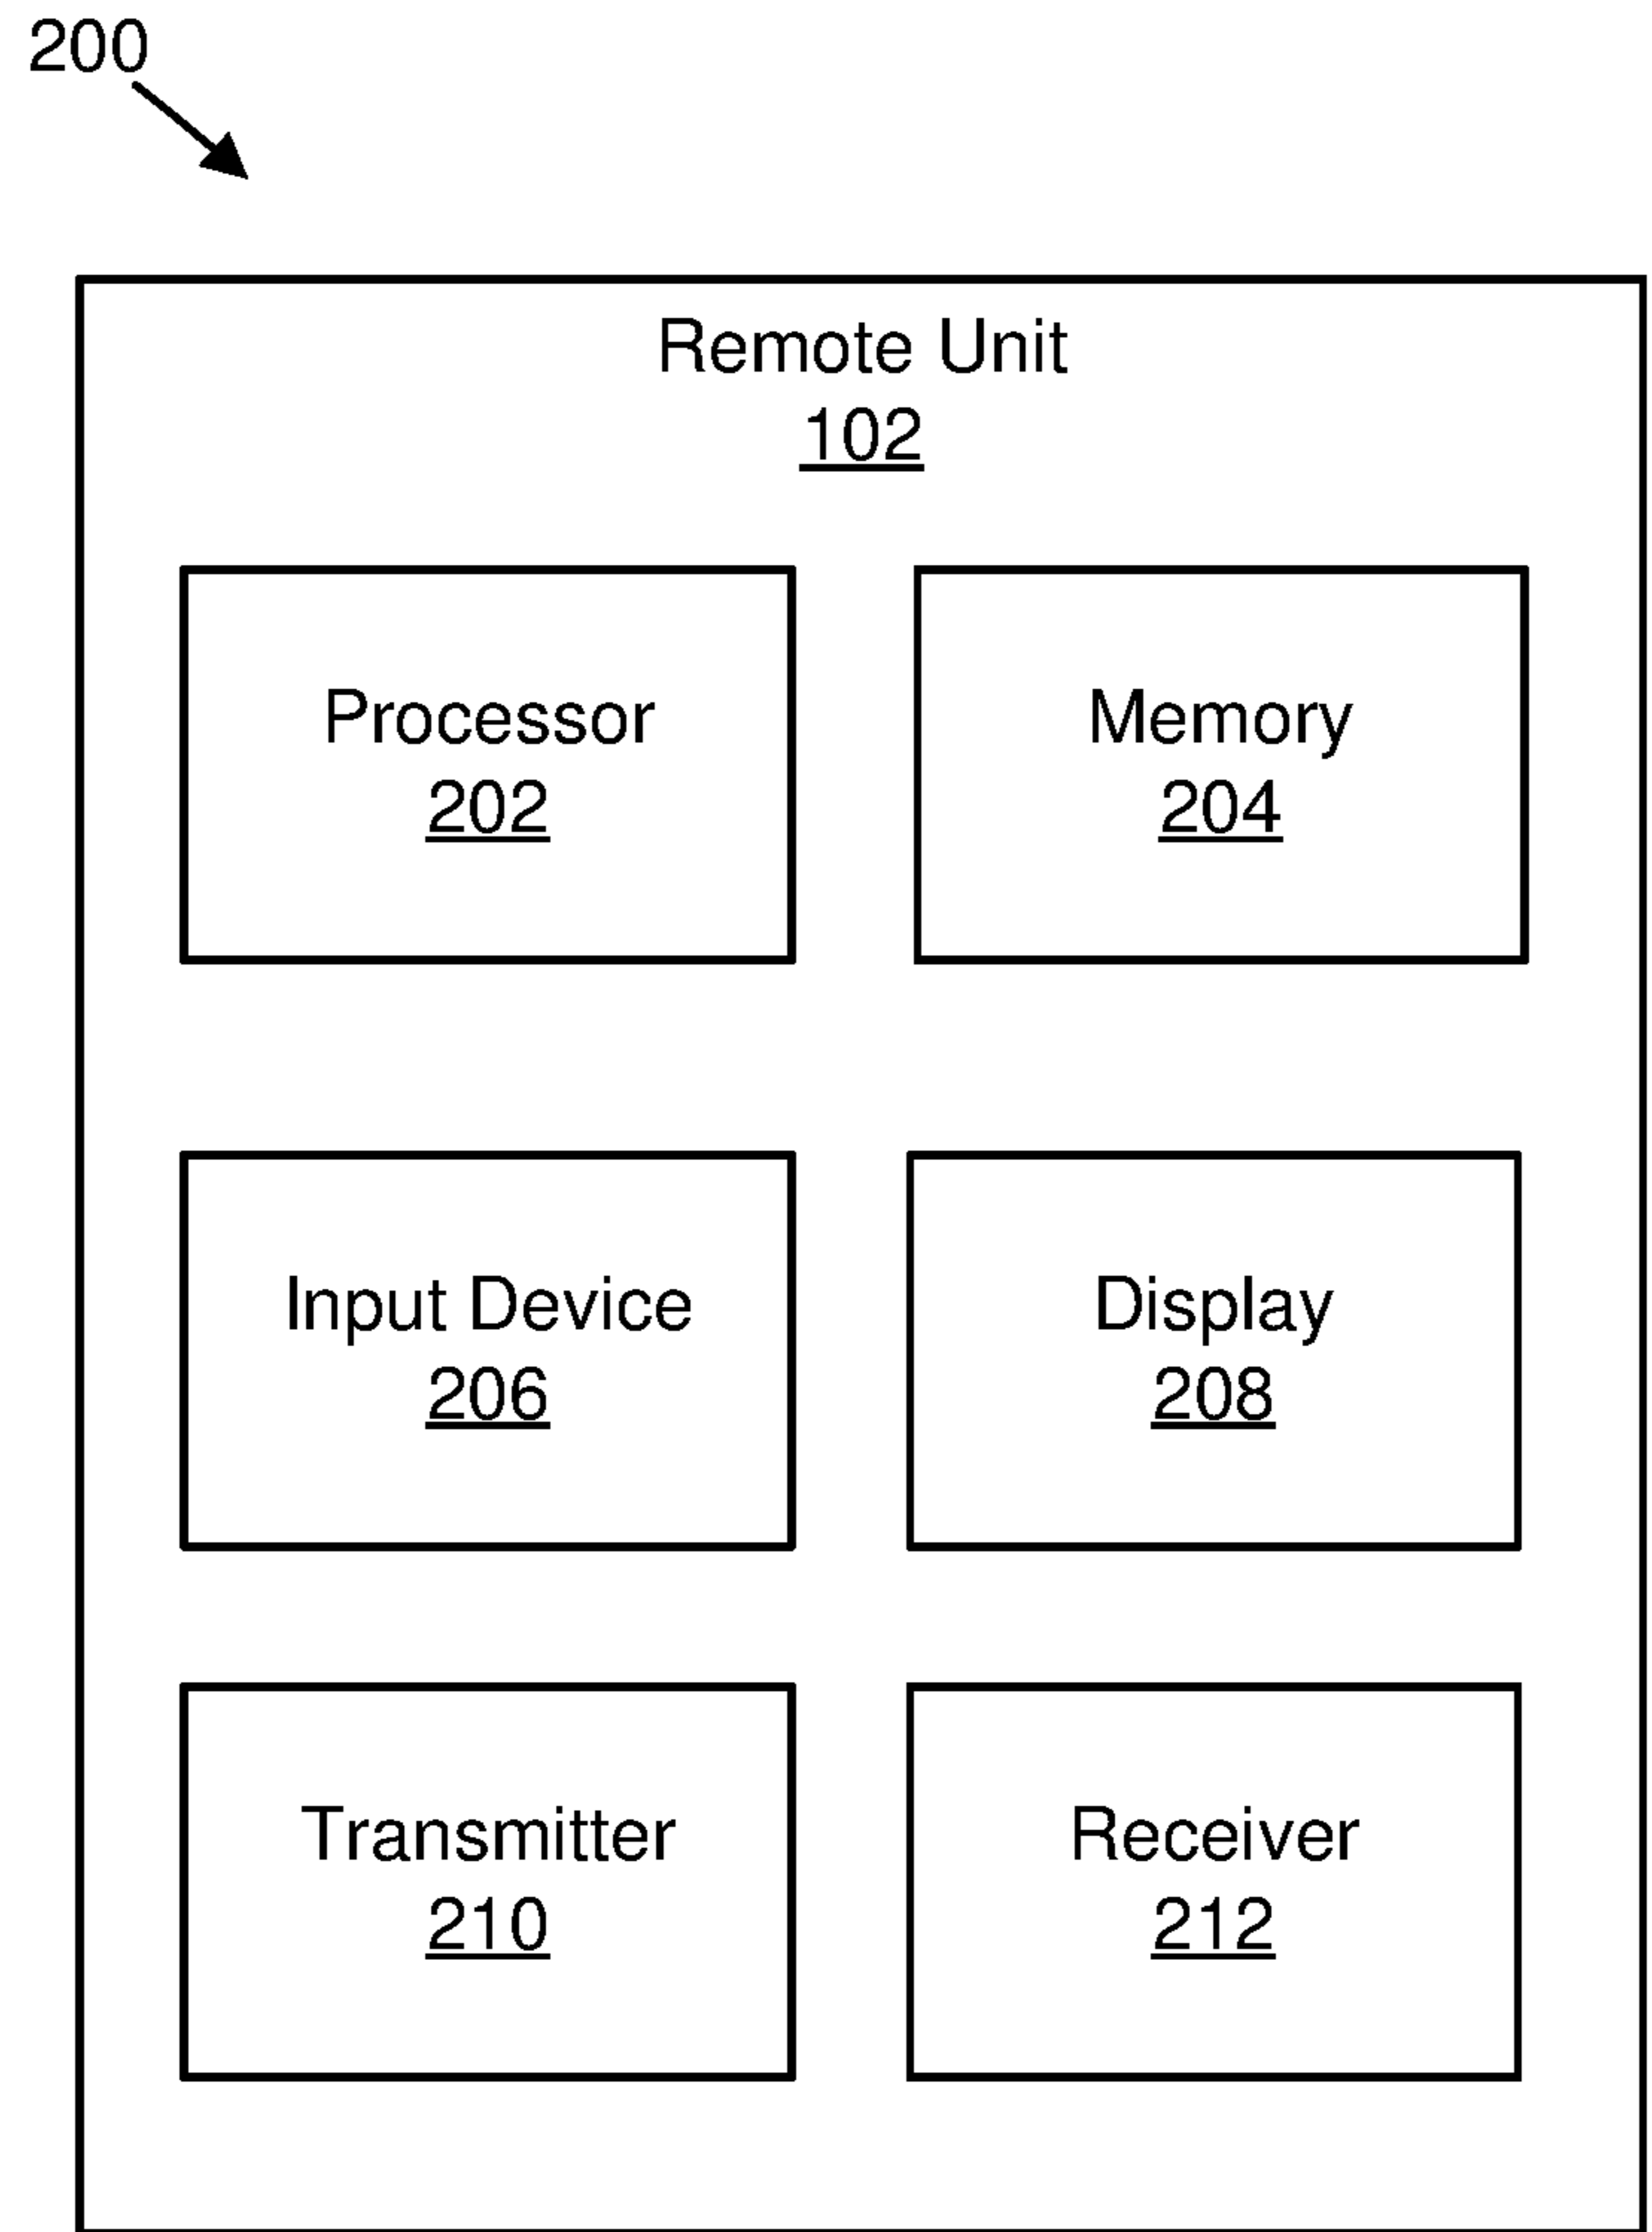 200
Remote Unit
102
Processor
202
Memory
204
Input Device
206
Display
208
Transmitter
210
Receiver
212